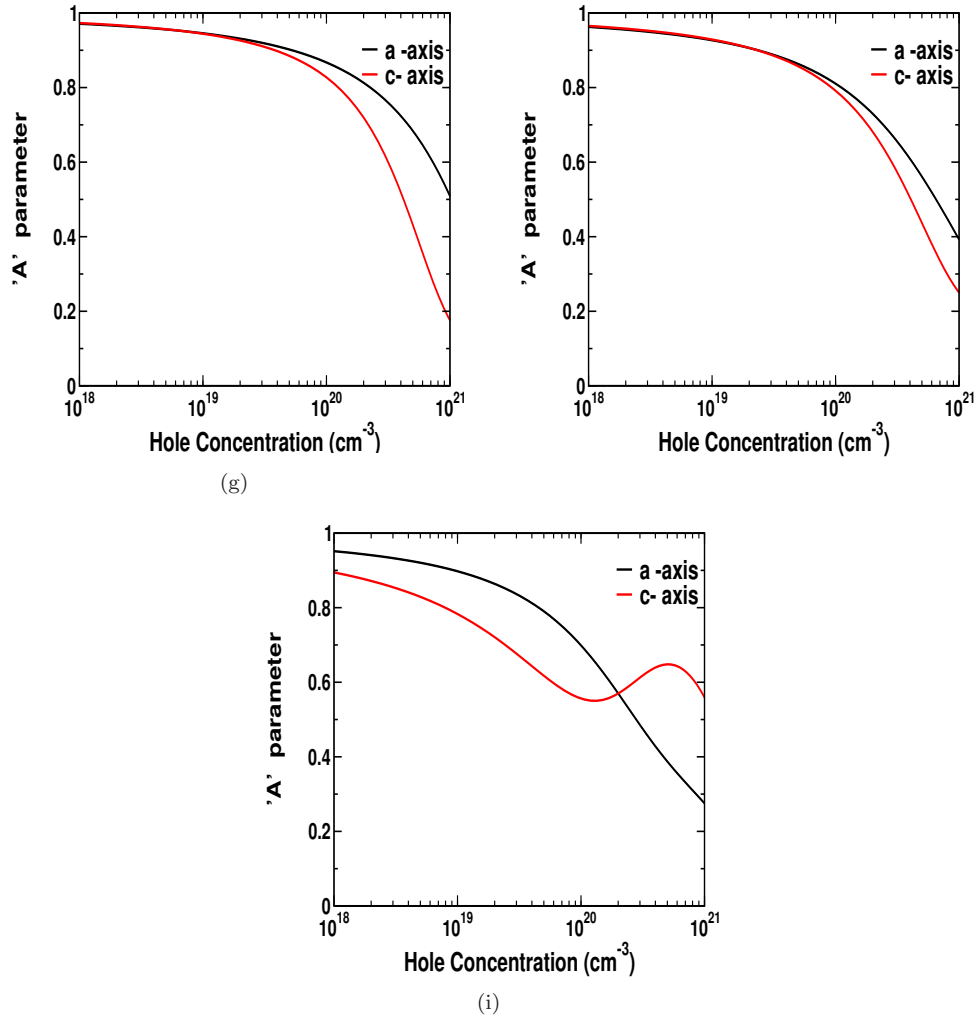 1
0.8
0.6
0.4
0.2
0
'A' parameter
a -axis
c- axis
10^18 10^19 10^20 10^21
Hole Concentration (cm^-3)
(g)
1
0.8
0.6
0.4
0.2
0
'A' parameter
a -axis
c- axis
10^18 10^19 10^20 10^21
Hole Concentration (cm^-3)
1
0.8
0.6
0.4
0.2
0
'A' parameter
a -axis
c- axis
10^18 10^19 10^20 10^21
Hole Concentration (cm^-3)
(i)